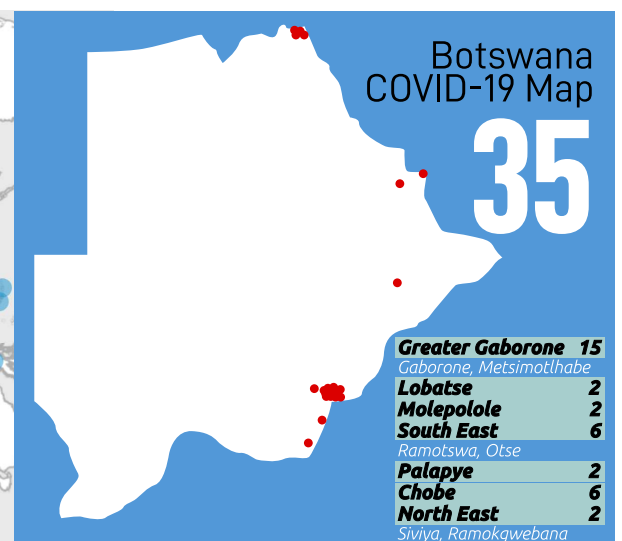 Botswana
COVID-19 Map
35
Greater Gaborone 15
Gaborone, Metsimotlhabe
Lobatse 2
Molepolole 2
South East 6
Ramotswa, Otse
Palapye 2
Chobe 6
North East 2
Siviya, Ramokgwebana